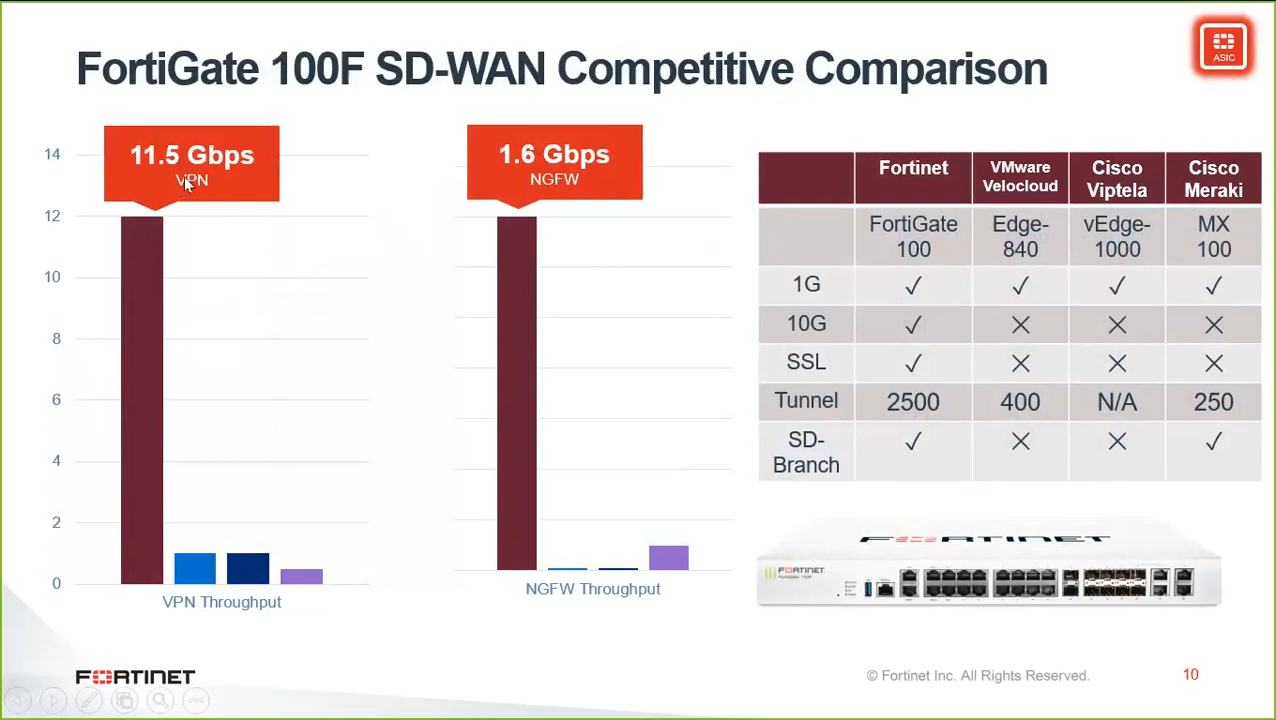 FortiGate 100F SD-WAN Competitive Comparison
ASIC
11.5 Gbps
VPN
14
12
10
8
6
4
2
0
VPN Throughput
1.6 Gbps
NGFW
NGFW Throughput
Fortinet VMware Velocloud Cisco Viptela Cisco Meraki
FortiGate 100 Edge-840 vEdge-1000 MX 100
1G ✓ ✓ ✓ ✓
10G ✓ ✕ ✕ ✕
SSL ✓ ✕ ✕ ✕
Tunnel 2500 400 N/A 250
SD-Branch ✓ ✕ ✕ ✓
FORTINET
FORTINET
FortiGate 100F
FORTINET
© Fortinet Inc. All Rights Reserved.
10